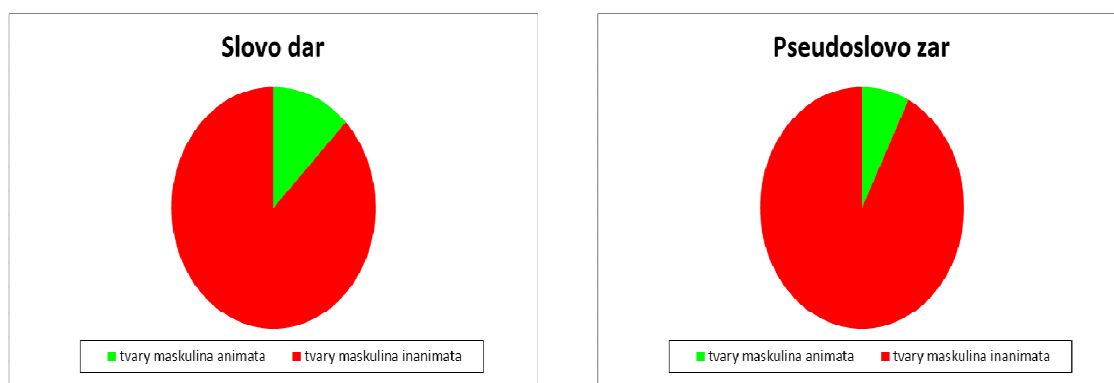 Slovo dar
tvary maskulina animata
tvary maskulina inanimata
Pseudoslovo zar
tvary maskulina animata
tvary maskulina inanimata